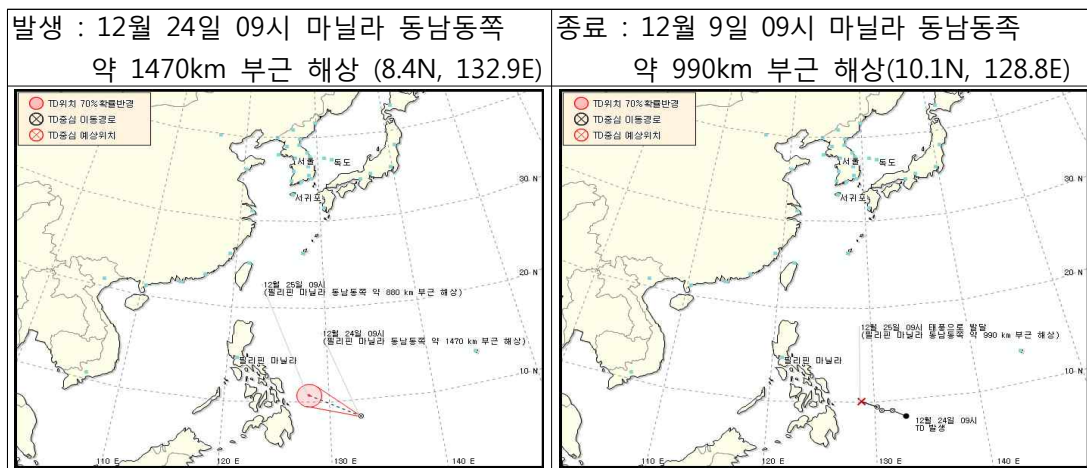 발생 : 12월 24일 09시 마닐라 동남동쪽
약 1470km 부근 해상 (8.4N, 132.9E)
종료 : 12월 9일 09시 마닐라 동남동족
약 990km 부근 해상(10.1N, 128.8E)
TD위치 70%확률반경
TD중심 이동경로
TD중심 예상위치
서울
독도
서귀포
30 N
20 N
12월 25일 09시
(필리핀 마닐라 동남동쪽 약 880 km 부근 해상)
12월 24일 09시
(필리핀 마닐라 동남동쪽 약 1470 km 부근 해상)
필리핀 마닐라
10 N
110 E
120 E
130 E
140 E
TD위치 70%확률반경
TD중심 이동경로
TD중심 예상위치
서울
독도
서귀포
30 N
20 N
12월 25일 09시 태풍으로 발달
(필리핀 마닐라 동남동쪽 약 990 km 부근 해상)
필리핀 마닐라
10 N
12월 24일 09시
TD 발생
110 E
120 E
130 E
140 E